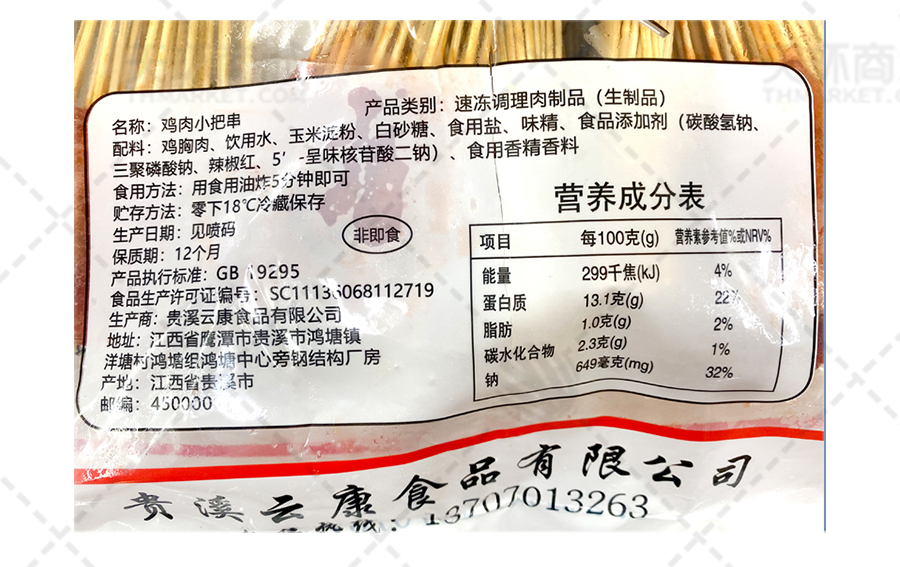 产品类别：速冻调理肉制品（生制品）
名称：鸡肉小把串
配料：鸡胸肉、饮用水、玉米淀粉、白砂糖、食用盐、味精、食品添加剂（碳酸氢钠、
三聚磷酸钠、辣椒红、5'-呈味核苷酸二钠）、食用香精香料
食用方法：用食用油炸5分钟即可
贮存方法：零下18℃冷藏保存
生产日期：见喷码
保质期：12个月
产品执行标准：GB 19295
食品生产许可证编号：SC11136068112719
生产商：贵溪云康食品有限公司
地址：江西省鹰潭市贵溪市鸿塘镇
洋塘村鸿塘组鸿塘中心旁钢结构厂房
产地：江西省贵溪市
邮编：450000
非即食
营养成分表
项目 每100克(g) 营养素参考值%或NRV%
能量 299千焦(kJ) 4%
蛋白质 13.1克(g) 22%
脂肪 1.0克(g) 2%
碳水化合物 2.3克(g) 1%
钠 649毫克(mg) 32%
贵溪云康食品有限公司
热线：13707013263